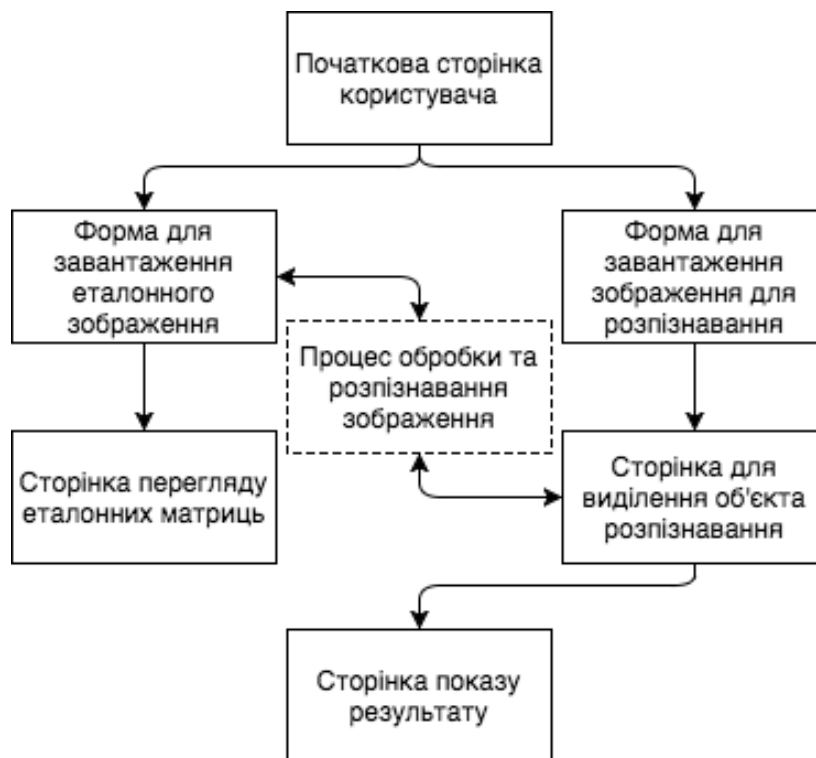 Початкова сторінка
користувача
Форма для
завантаження
еталонного
зображення
Форма для
завантаження
зображення для
розпізнавання
Процес обробки та
розпізнавання
зображення
Сторінка перегляду
еталонних матриць
Сторінка для
виділення об'єкта
розпізнавання
Сторінка показу
результату